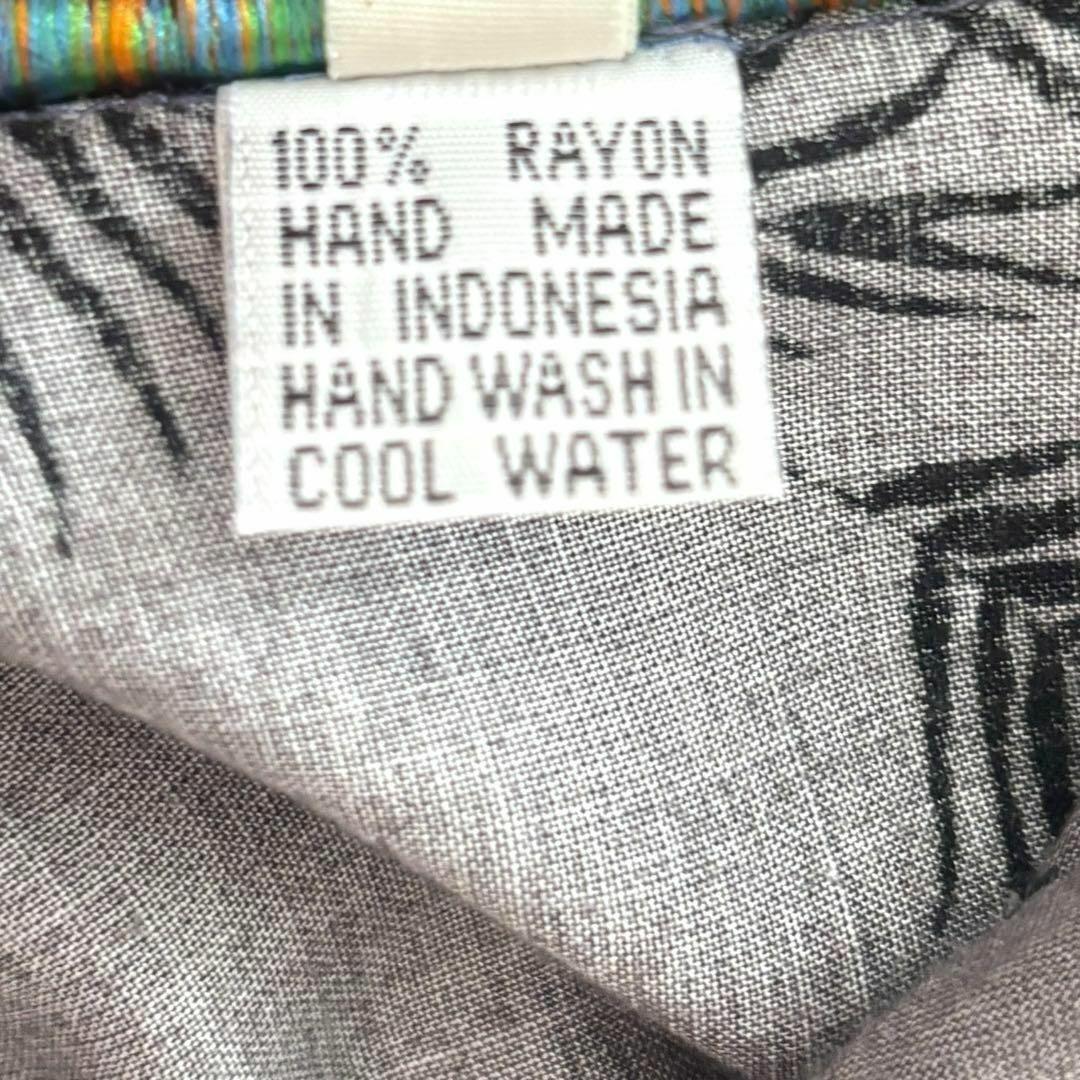 100% RAYON
HAND MADE
IN INDONESIA
HAND WASH IN
COOL WATER